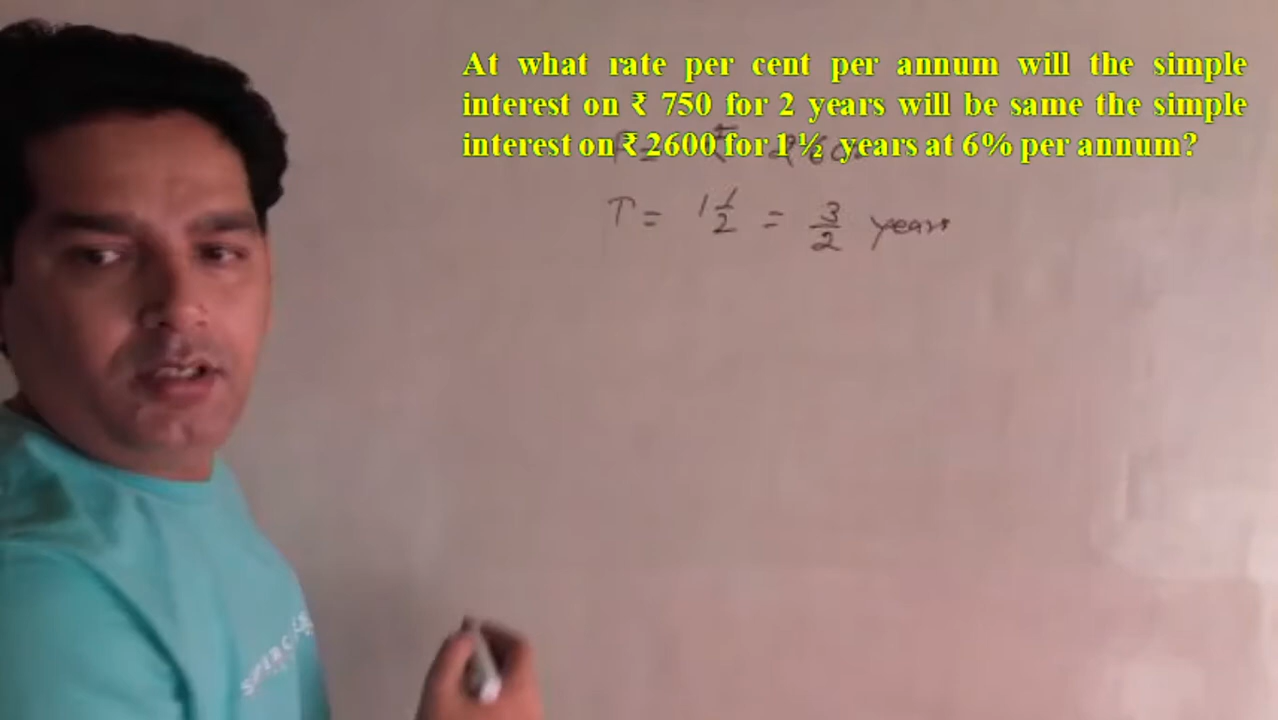 At what rate per cent per annum will the simple
interest on ₹ 750 for 2 years will be same the simple
interest on ₹ 2600 for 1 ½ years at 6% per annum?
T = 1 1/2 = 3/2 years